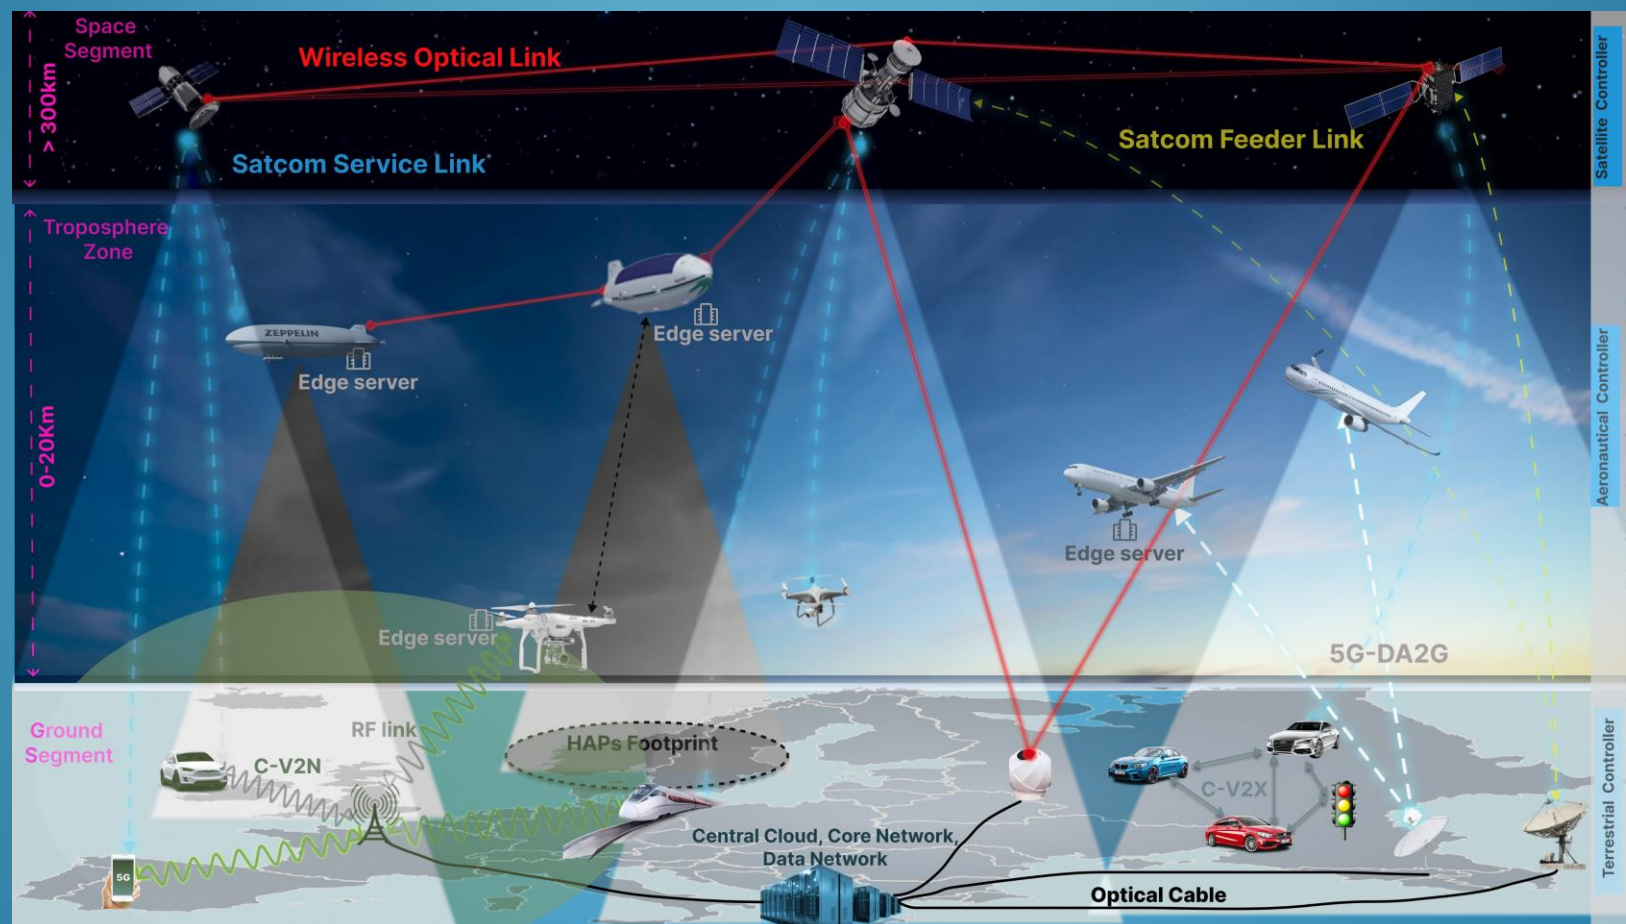 Space
Segment
> 300km
Wireless Optical Link
Satcom Service Link
Satcom Feeder Link
Satellite Controller
Troposphere
Zone
0-20Km
ZEPPELIN
Edge server
Edge server
Edge server
Edge server
Aeronautical Controller
5G-DA2G
Ground
Segment
RF link
C-V2N
HAPs Footprint
C-V2X
Central Cloud, Core Network,
Data Network
5G
Optical Cable
Terrestrial Controller